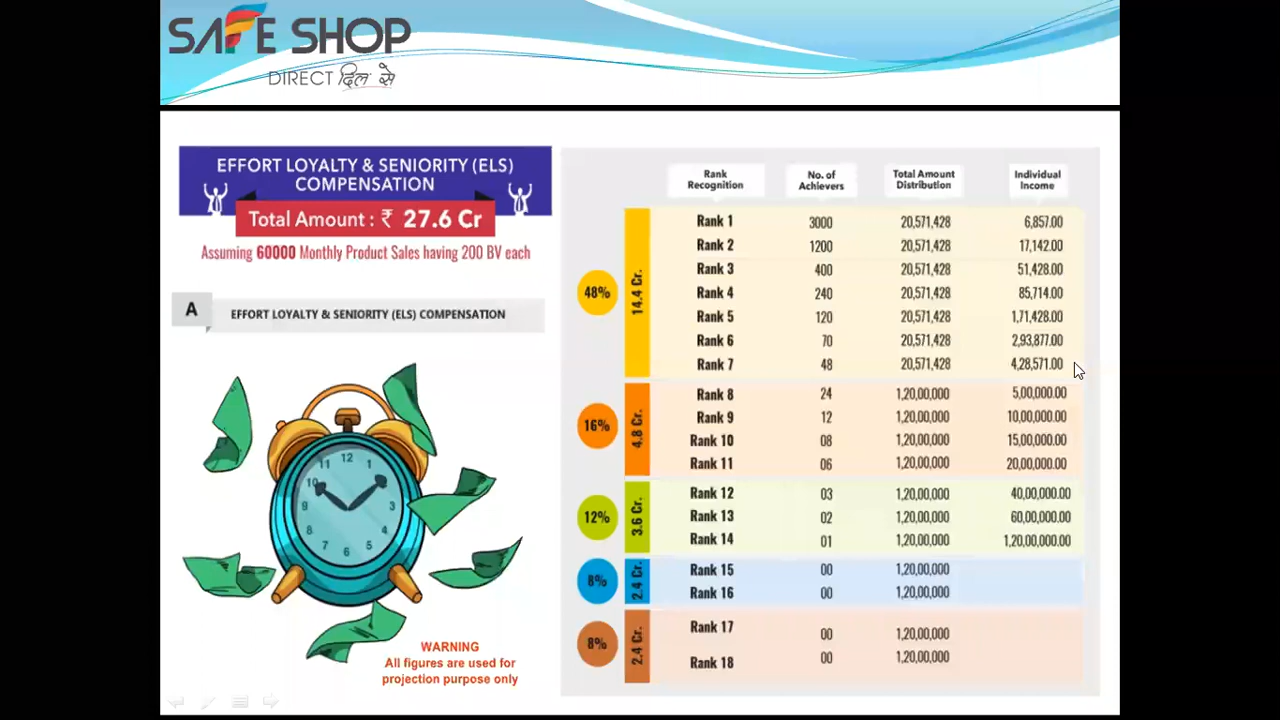 SAFE SHOP
DIRECT दिल से
EFFORT LOYALTY & SENIORITY (ELS)
COMPENSATION
Total Amount : ₹ 27.6 Cr
Assuming 60000 Monthly Product Sales having 200 BV each
A
EFFORT LOYALTY & SENIORITY (ELS) COMPENSATION
12
11 1
10
9 3
8 4
7 5
6
WARNING
All figures are used for
projection purpose only
Rank Recognition No. of Achievers Total Amount Distribution Individual Income
48% 14.4 Cr.
Rank 1 3000 20,571,428 6,857.00
Rank 2 1200 20,571,428 17,142.00
Rank 3 400 20,571,428 51,428.00
Rank 4 240 20,571,428 85,714.00
Rank 5 120 20,571,428 1,71,428.00
Rank 6 70 20,571,428 2,93,877.00
Rank 7 48 20,571,428 4,28,571.00
16% 4.8 Cr.
Rank 8 24 1,20,00,000 5,00,000.00
Rank 9 12 1,20,00,000 10,00,000.00
Rank 10 08 1,20,00,000 15,00,000.00
Rank 11 06 1,20,00,000 20,00,000.00
12% 3.6 Cr.
Rank 12 03 1,20,00,000 40,00,000.00
Rank 13 02 1,20,00,000 60,00,000.00
Rank 14 01 1,20,00,000 1,20,00,000.00
8% 2.4 Cr.
Rank 15 00 1,20,00,000
Rank 16 00 1,20,00,000
8% 2.4 Cr.
Rank 17 00 1,20,00,000
Rank 18 00 1,20,00,000